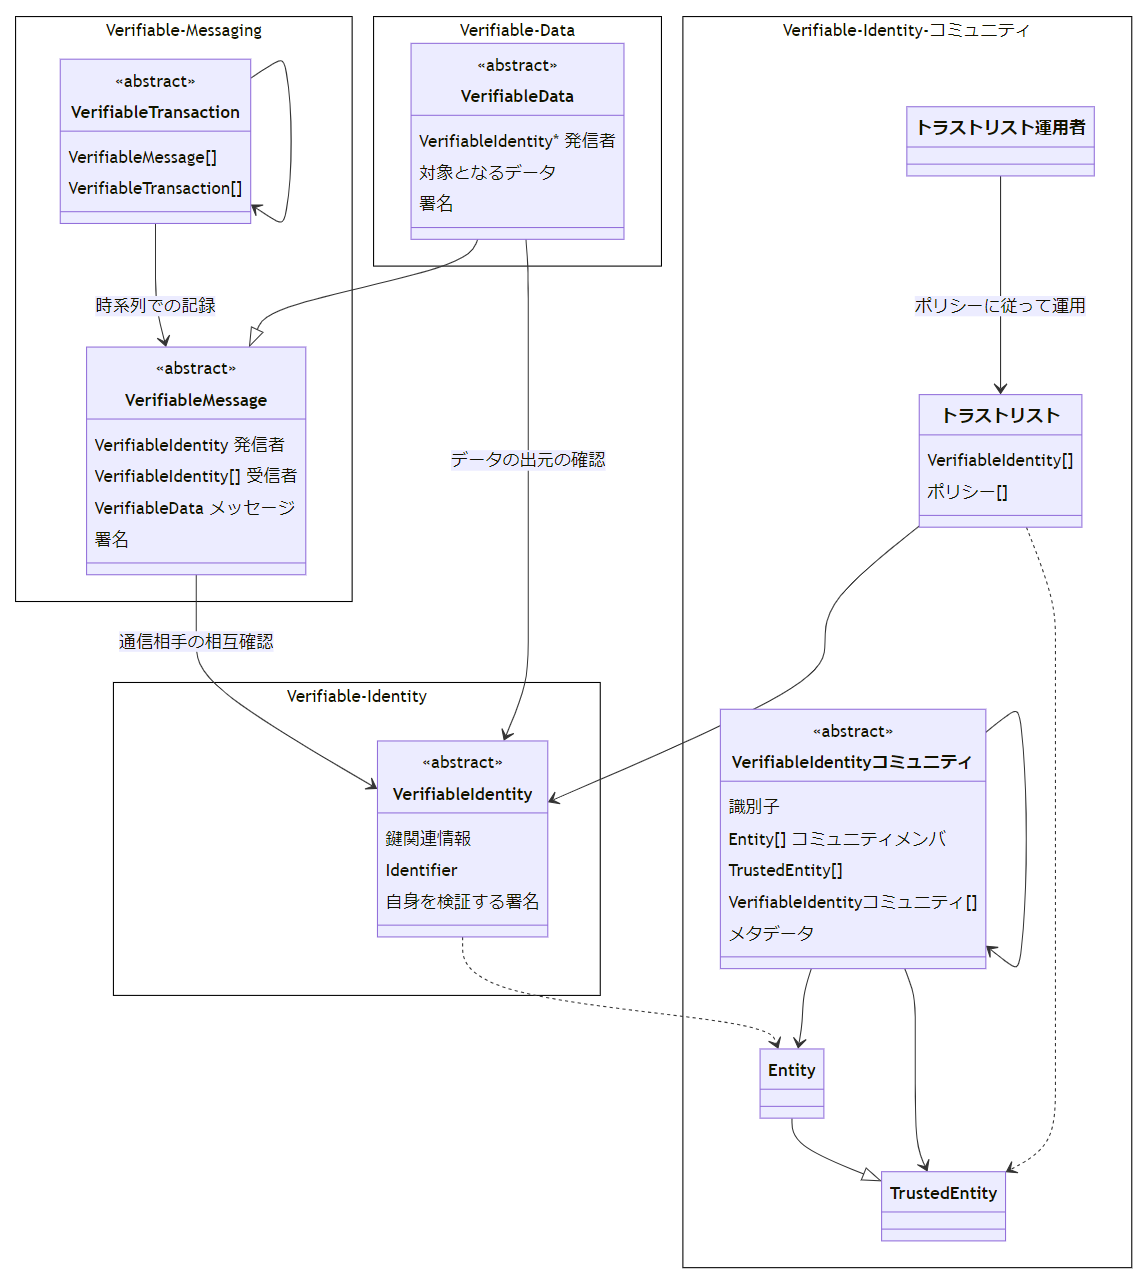 Verifiable-Messaging
«abstract»
VerifiableTransaction
VerifiableMessage[]
VerifiableTransaction[]
時系列での記録
«abstract»
VerifiableMessage
VerifiableIdentity 発信者
VerifiableIdentity[] 受信者
VerifiableData メッセージ
署名
通信相手の相互確認
Verifiable-Data
«abstract»
VerifiableData
VerifiableIdentity* 発信者
対象となるデータ
署名
データの出元の確認
Verifiable-Identity
«abstract»
VerifiableIdentity
鍵関連情報
Identifier
自身を検証する署名
Verifiable-Identity-コミュニティ
トラストリスト運用者
ポリシーに従って運用
トラストリスト
VerifiableIdentity[]
ポリシー[]
«abstract»
VerifiableIdentityコミュニティ
識別子
Entity[] コミュニティメンバ
TrustedEntity[]
VerifiableIdentityコミュニティ[]
メタデータ
Entity
TrustedEntity